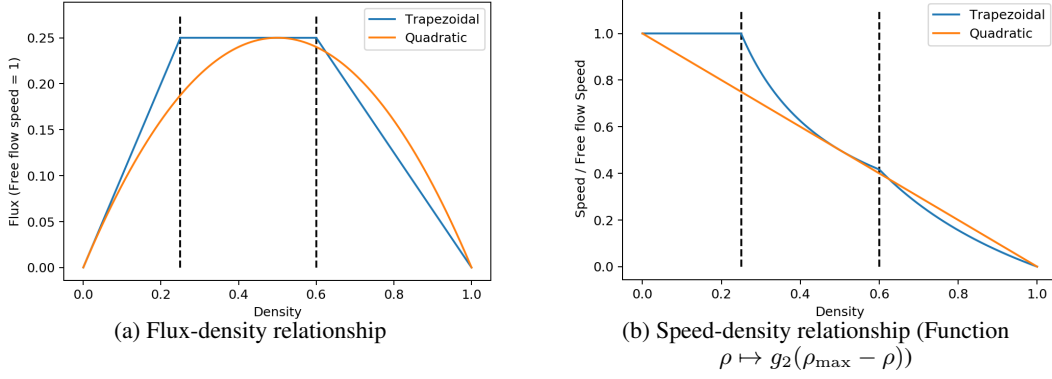 Trapezoidal
Quadratic
0.25
0.20
0.15
0.10
0.05
0.00
Flux (Free flow speed = 1)
0.0 0.2 0.4 0.6 0.8 1.0
Density
(a) Flux-density relationship
Trapezoidal
Quadratic
1.0
0.8
0.6
0.4
0.2
0.0
Speed / Free flow Speed
0.0 0.2 0.4 0.6 0.8 1.0
Density
(b) Speed-density relationship (Function
ρ ↦ g₂(ρmax − ρ))